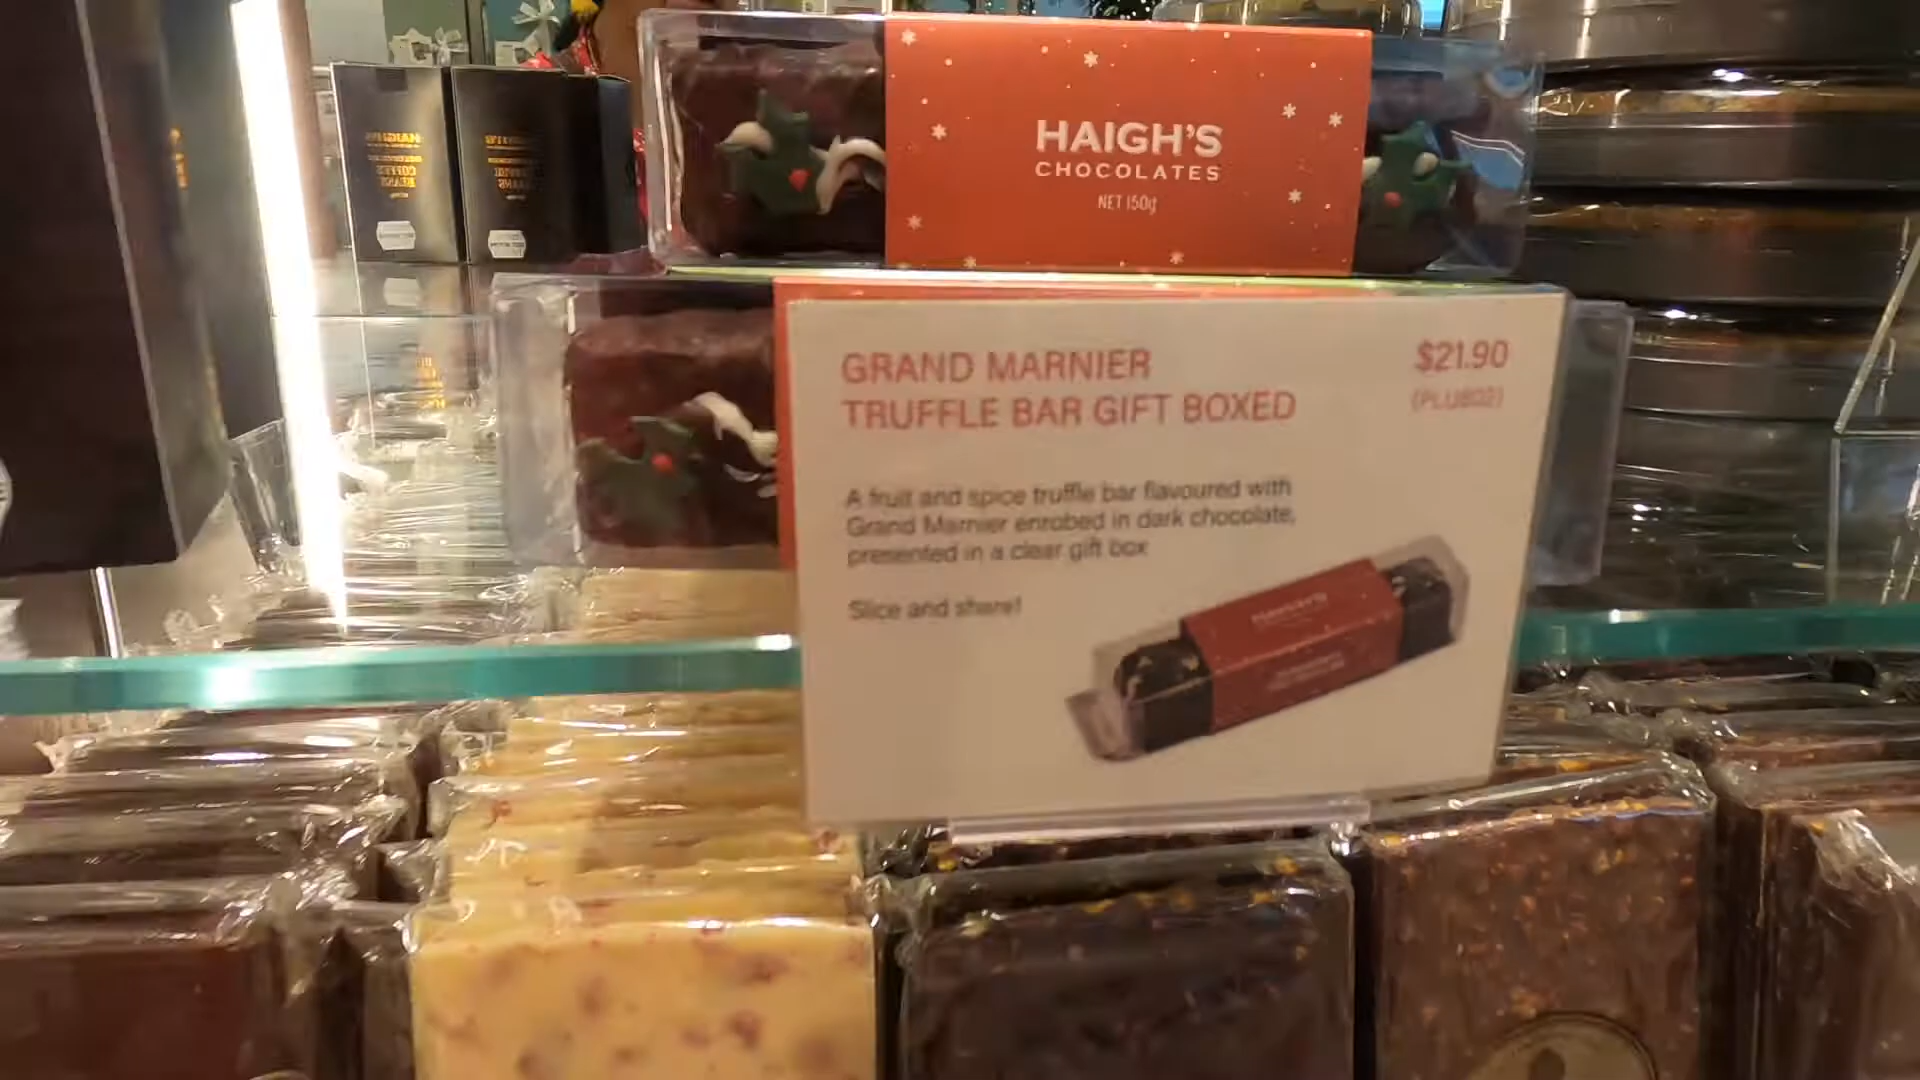 HAIGH'S
CHOCOLATES
NET 150g
GRAND MARNIER
TRUFFLE BAR GIFT BOXED
$21.90
(PLU802)
A fruit and spice truffle bar flavoured with
Grand Marnier enrobed in dark chocolate,
presented in a clear gift box
Slice and share!